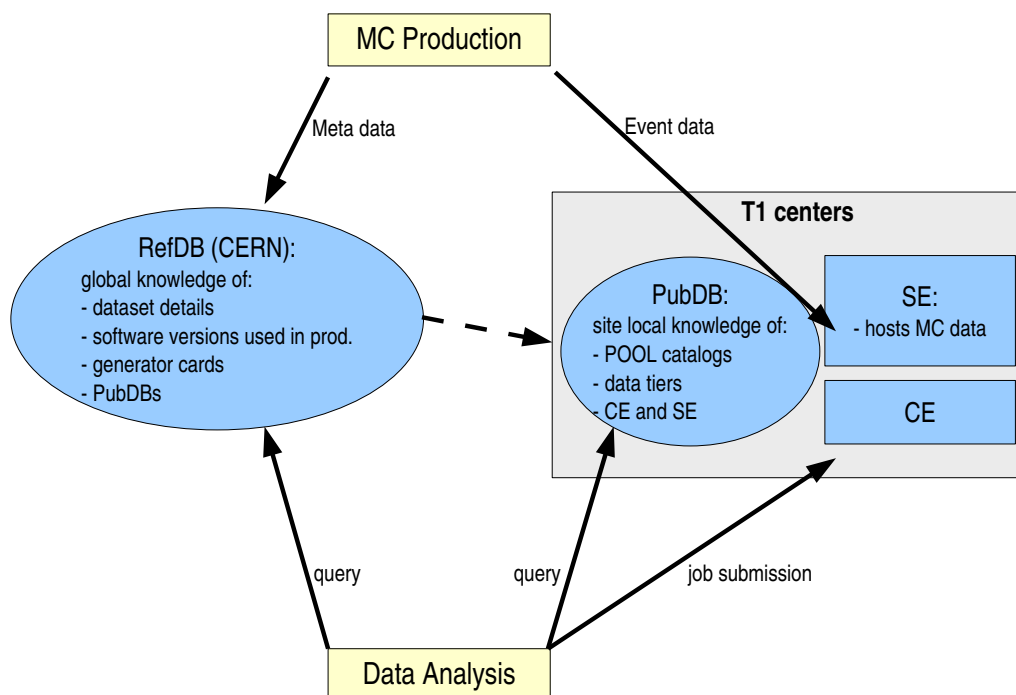 MC Production
Meta data
Event data
T1 centers
RefDB (CERN):
global knowledge of:
- dataset details
- software versions used in prod.
- generator cards
- PubDBs
PubDB:
site local knowledge of:
- POOL catalogs
- data tiers
- CE and SE
SE:
- hosts MC data
CE
query
query
job submission
Data Analysis